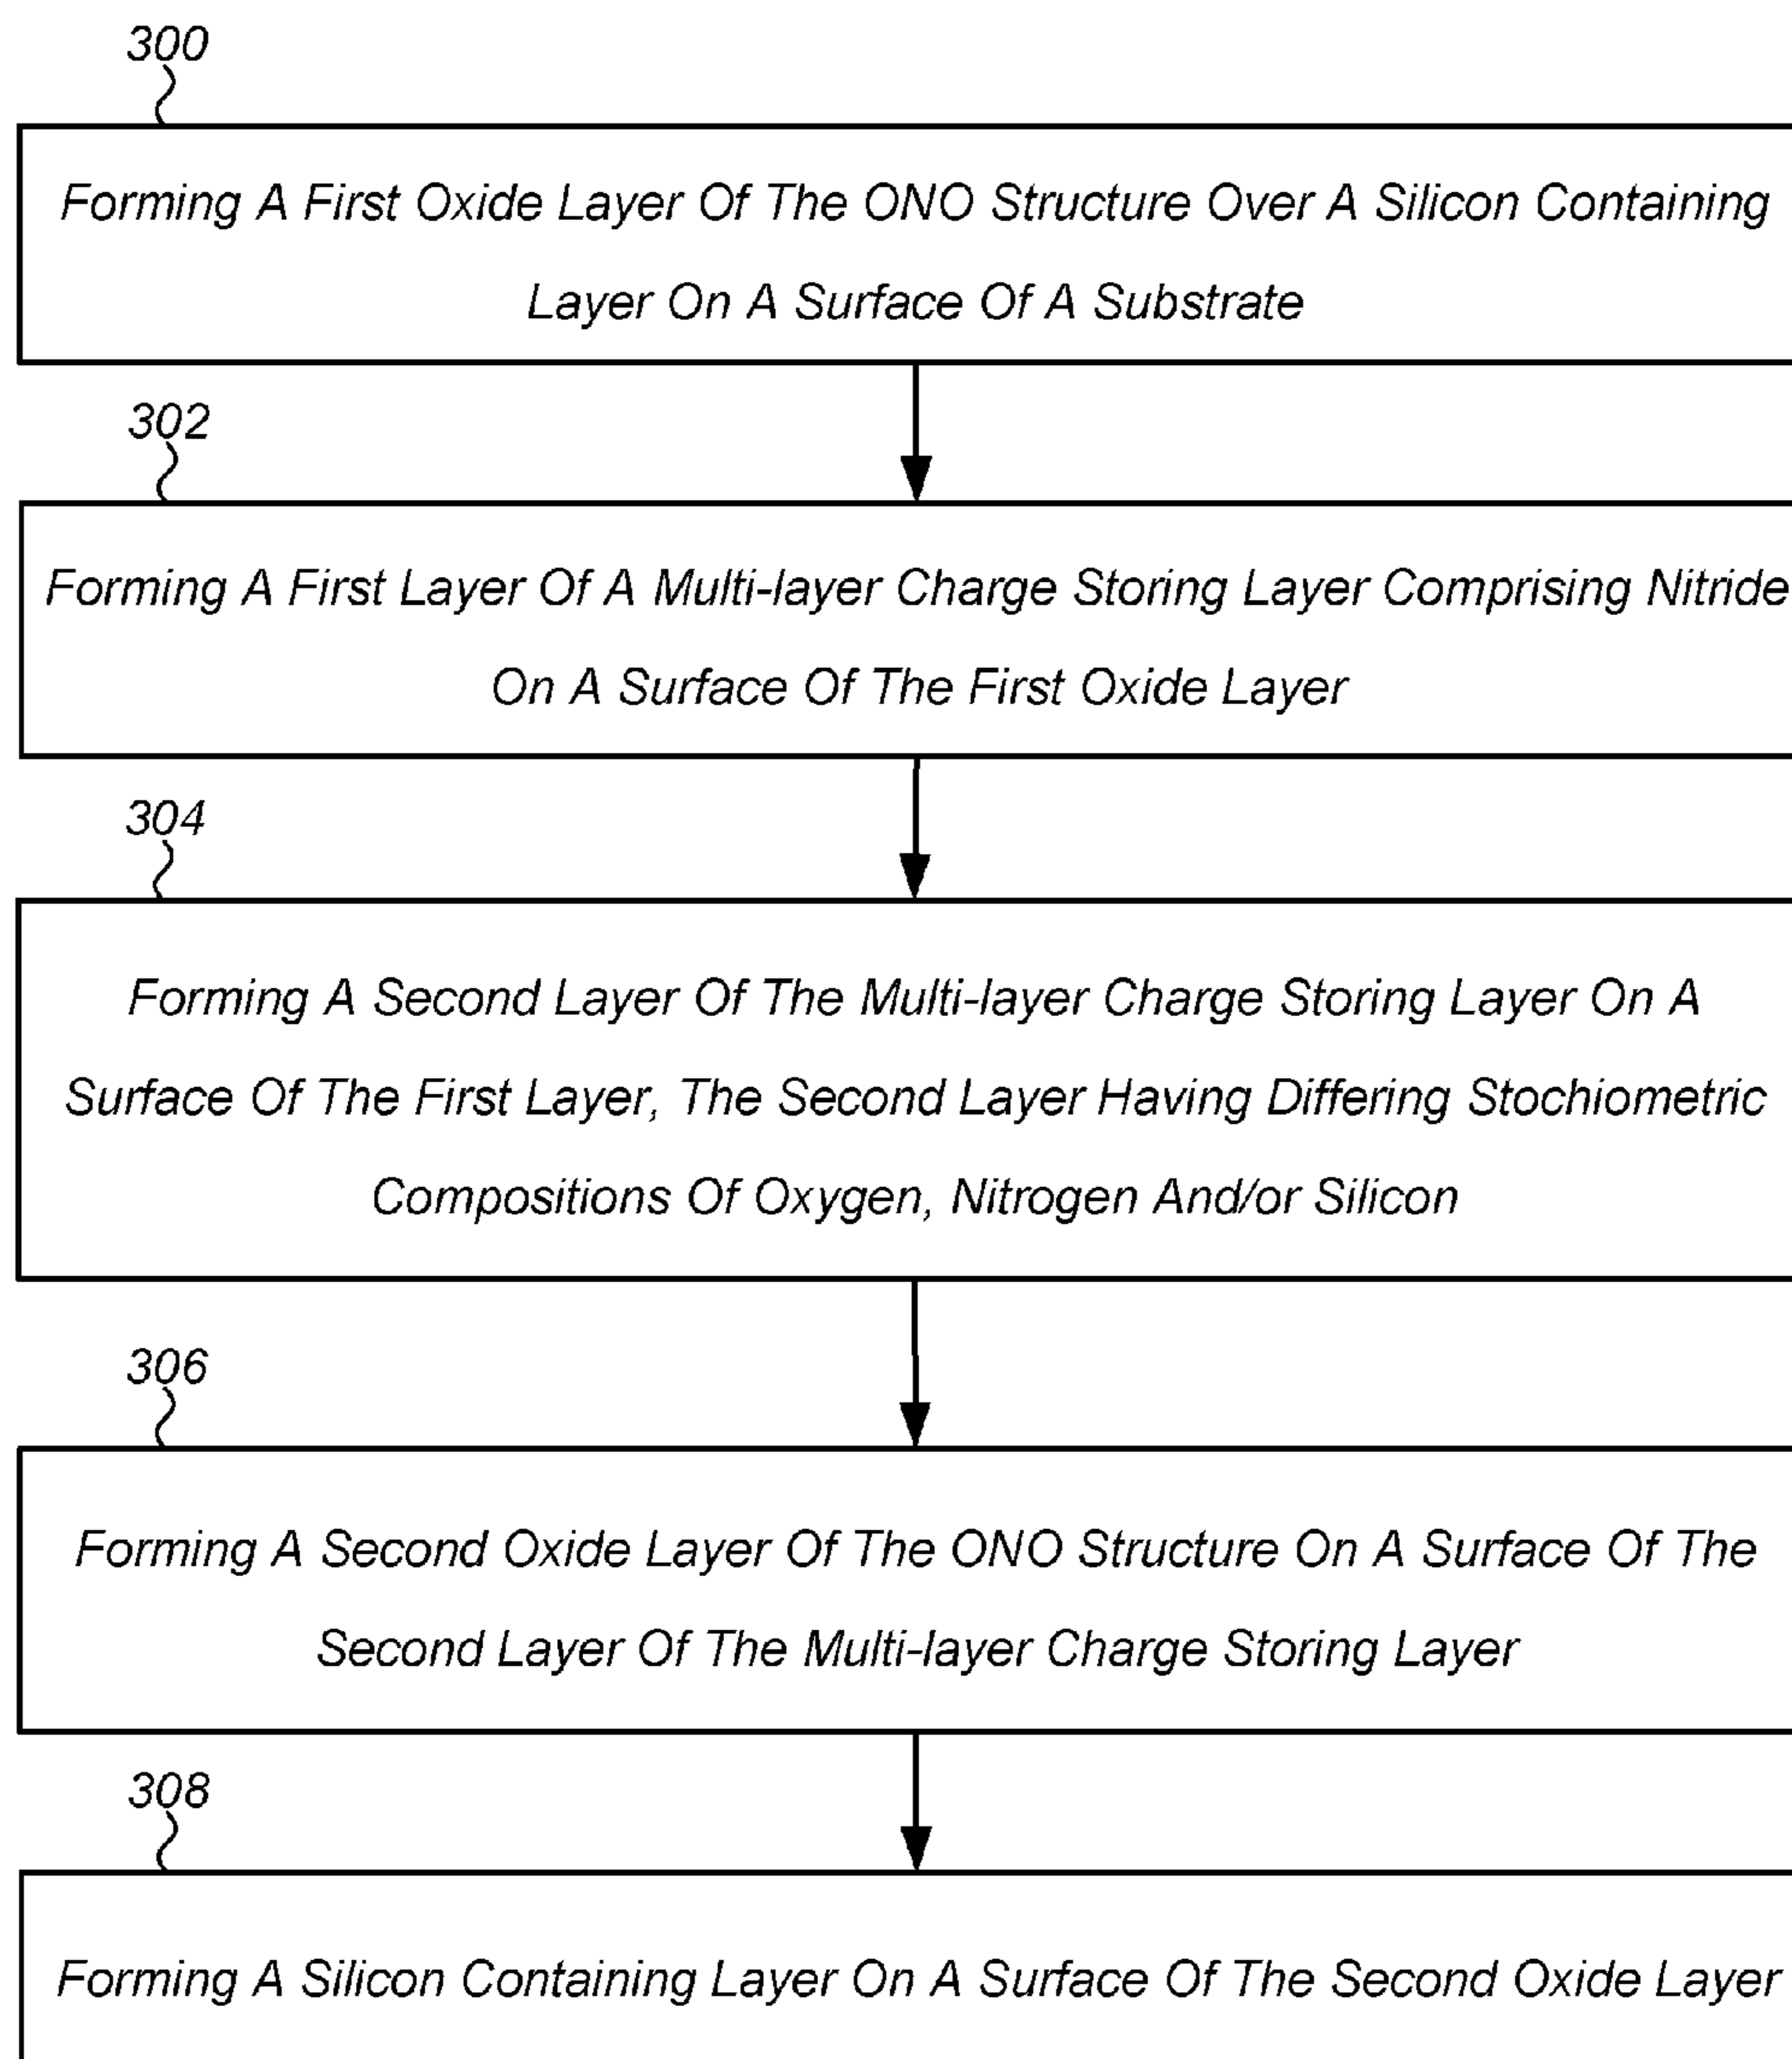 300
Forming A First Oxide Layer Of The ONO Structure Over A Silicon Containing
Layer On A Surface Of A Substrate
302
Forming A First Layer Of A Multi-layer Charge Storing Layer Comprising Nitride
On A Surface Of The First Oxide Layer
304
Forming A Second Layer Of The Multi-layer Charge Storing Layer On A
Surface Of The First Layer, The Second Layer Having Differing Stochiometric
Compositions Of Oxygen, Nitrogen And/or Silicon
306
Forming A Second Oxide Layer Of The ONO Structure On A Surface Of The
Second Layer Of The Multi-layer Charge Storing Layer
308
Forming A Silicon Containing Layer On A Surface Of The Second Oxide Layer